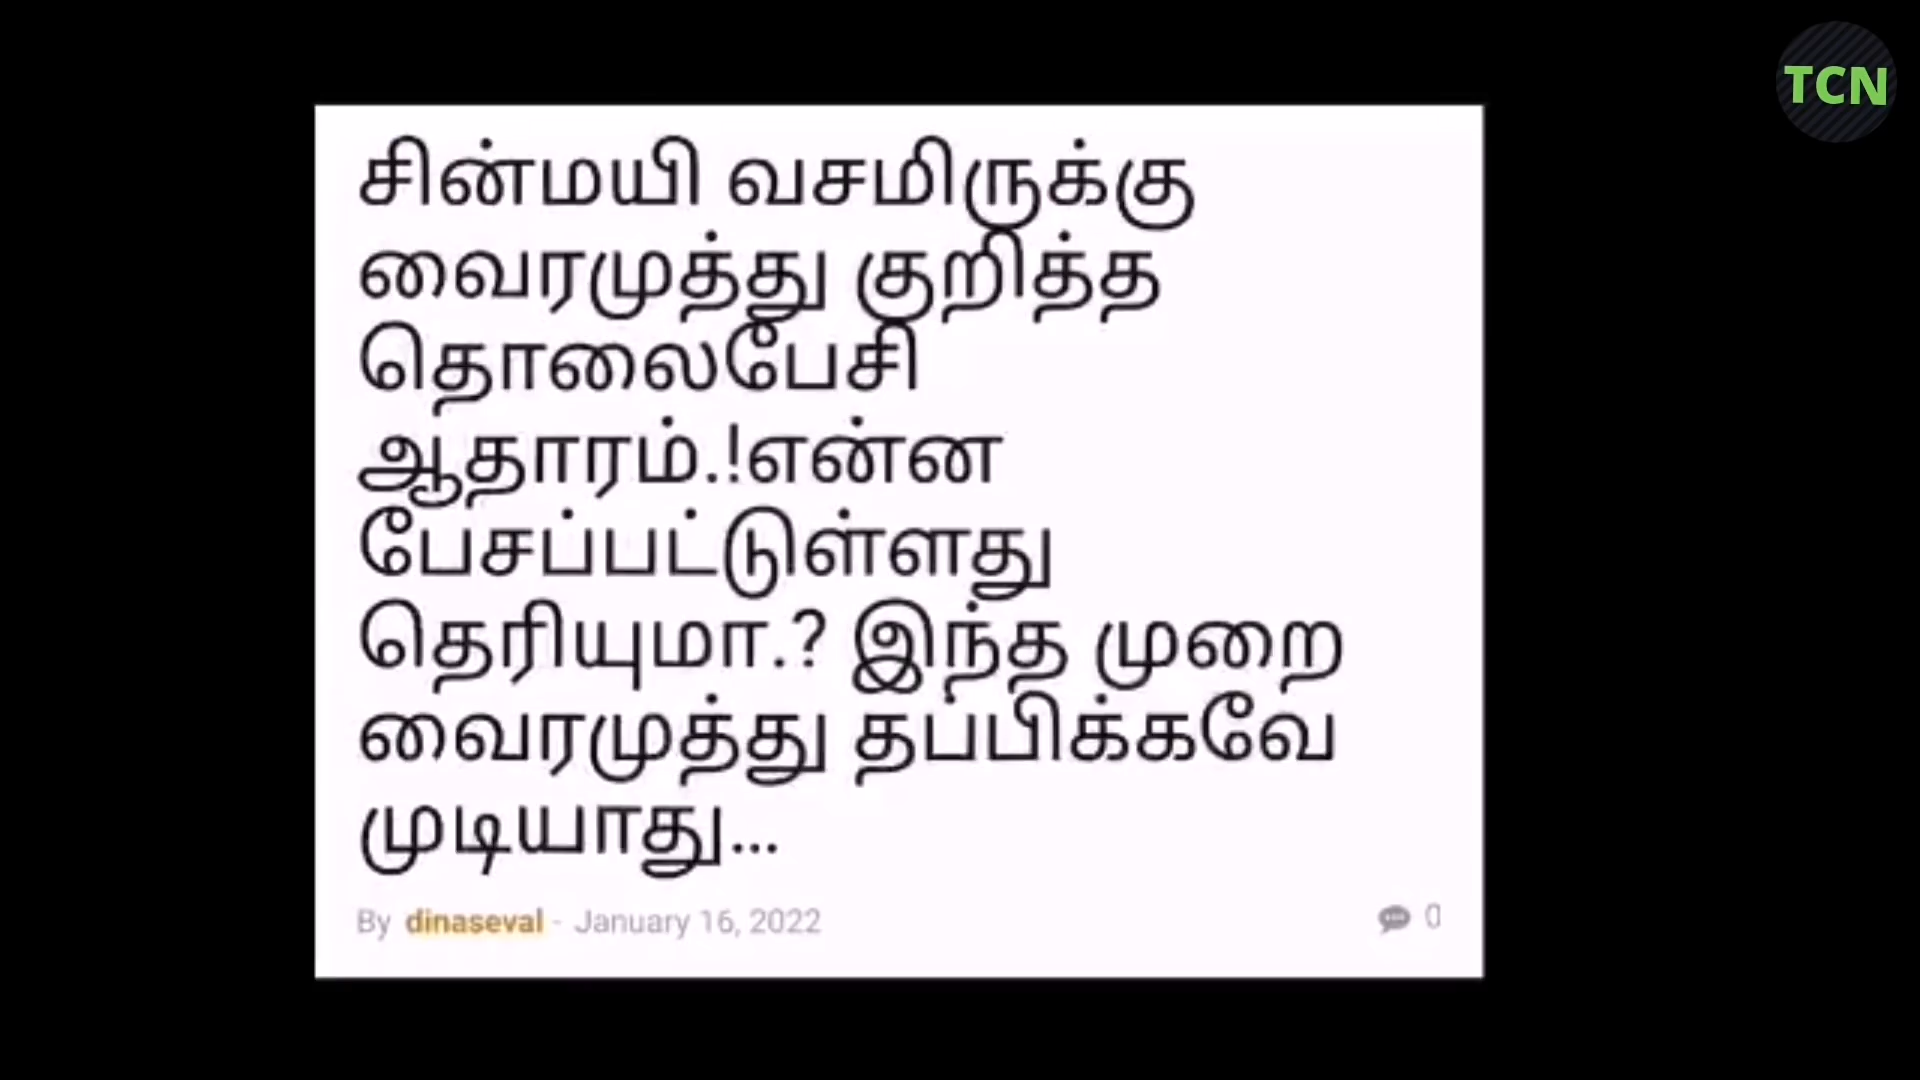 TCN
சின்மயி வசமிருக்கு
வைரமுத்து குறித்த
தொலைபேசி
ஆதாரம்.!என்ன
பேசப்பட்டுள்ளது
தெரியுமா.? இந்த முறை
வைரமுத்து தப்பிக்கவே
முடியாது...
By dinaseval - January 16, 2022 0